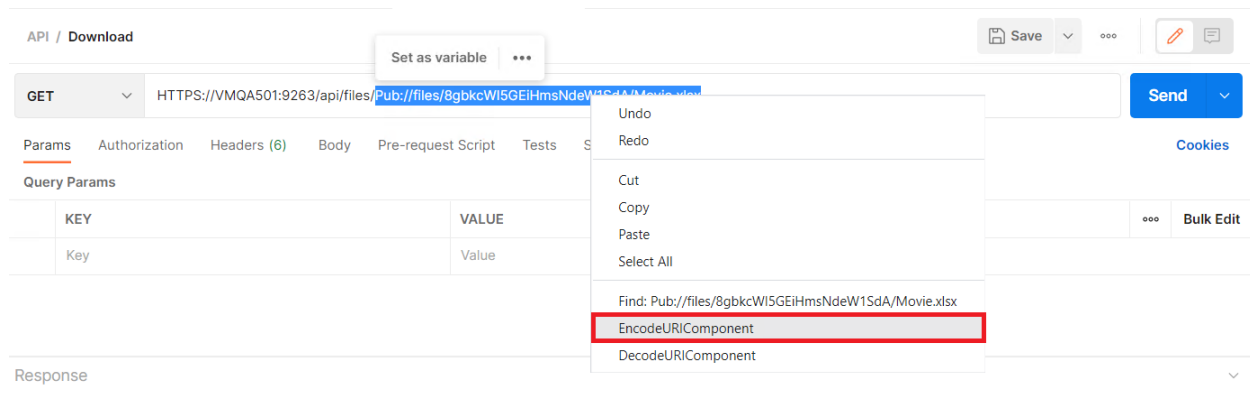 API / Download
Save
Set as variable
GET
HTTPS://VMQA501:9263/api/files/Pub://files/8gbkcWI5GEiHmsNdeW1SdA/Movie.xlsx
Send
Undo
Redo
Params Authorization Headers (6) Body Pre-request Script Tests S
Cookies
Query Params
Cut
Copy
KEY VALUE
Bulk Edit
Paste
Key Value
Select All
Find: Pub://files/8gbkcWI5GEiHmsNdeW1SdA/Movie.xlsx
EncodeURIComponent
DecodeURIComponent
Response